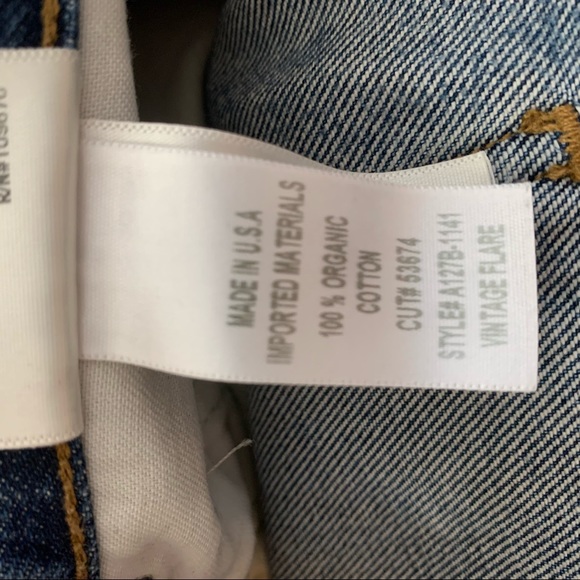 MADE IN U.S.A
IMPORTED MATERIALS
100 % ORGANIC
COTTON
CUT# 53674
STYLE# A127B-1141
VINTAGE FLARE